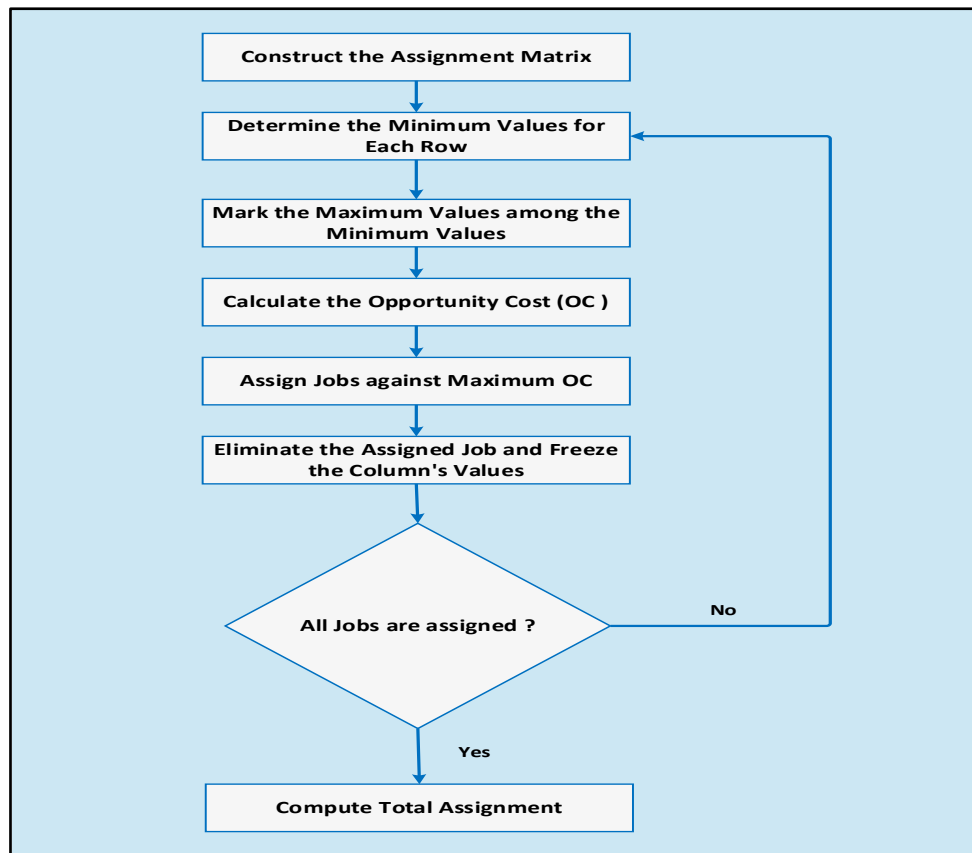 Construct the Assignment Matrix
Determine the Minimum Values for
Each Row
Mark the Maximum Values among the
Minimum Values
Calculate the Opportunity Cost (OC )
Assign Jobs against Maximum OC
Eliminate the Assigned Job and Freeze
the Column's Values
All Jobs are assigned ?
No
Yes
Compute Total Assignment